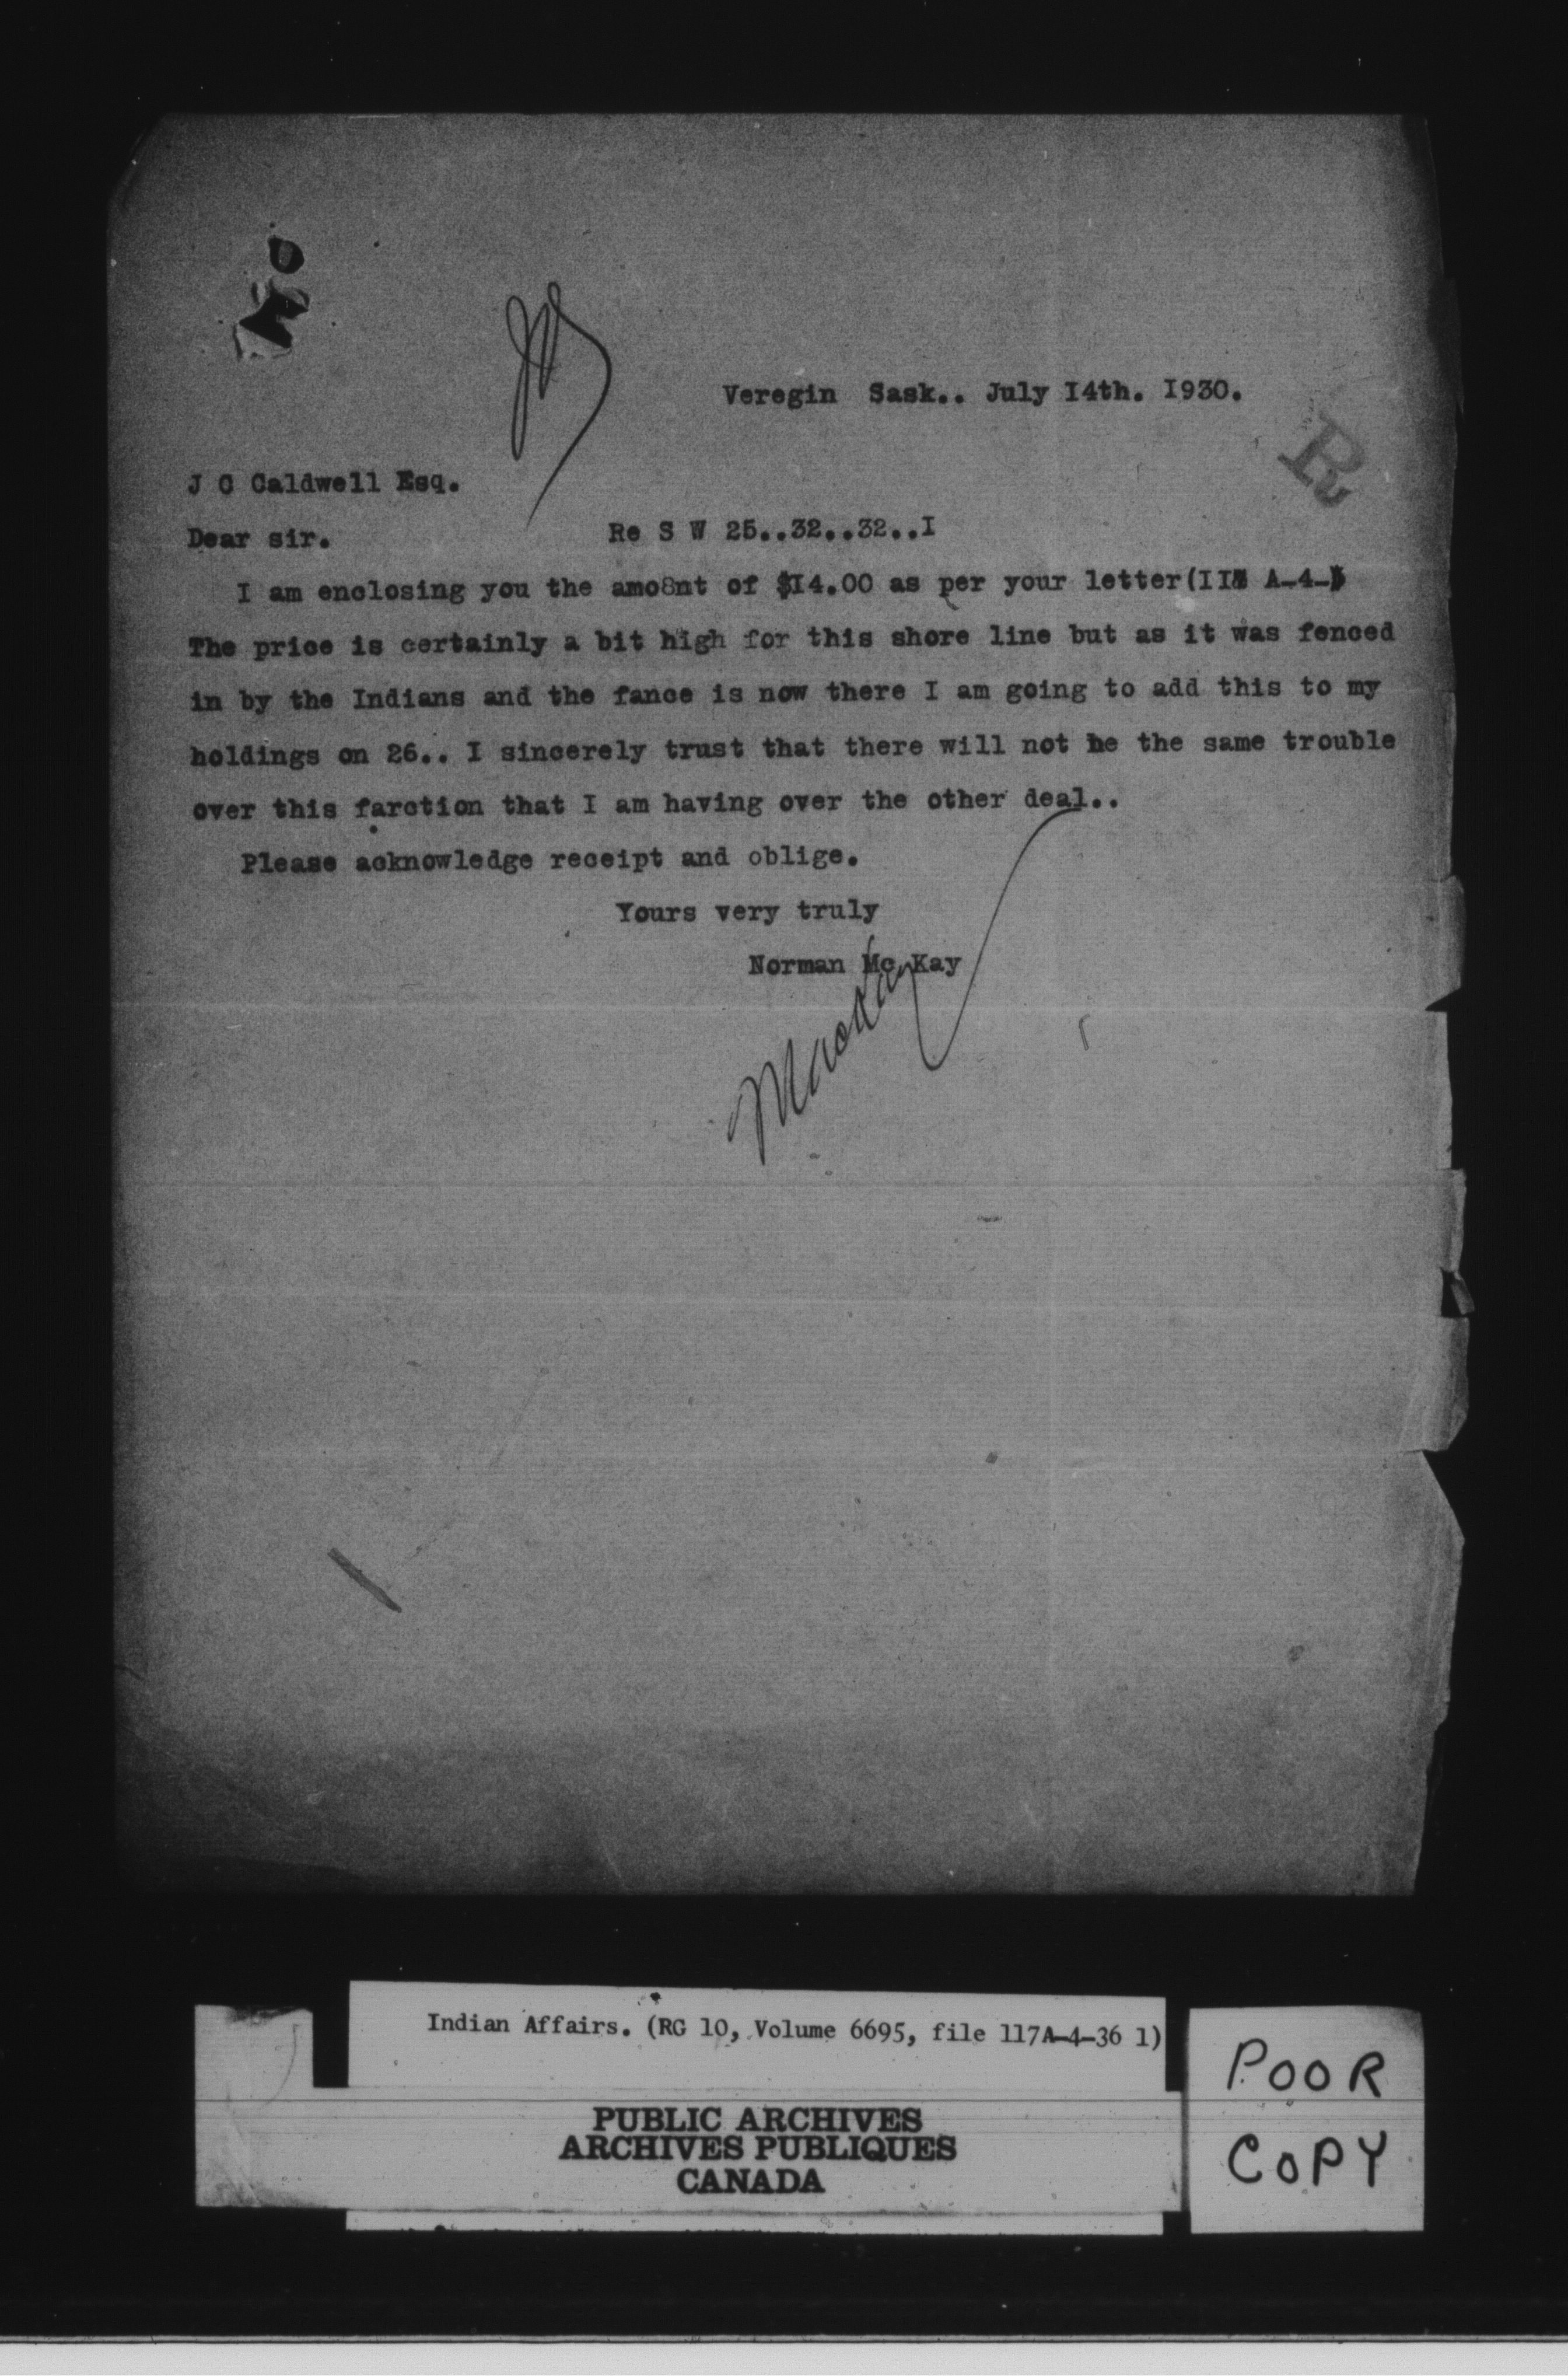 Veregin Sask.. July I4th. I930.
R
J C Caldwell Esq.
Dear sir. Re S W 25..32..32..I
I am enclosing you the amo8nt of $I4.00 as per your letter(II A-4-)
The price is certainly a bit high for this shore line but as it was fenced
in by the Indians and the fance is now there I am going to add this to my
holdings on 26.. I sincerely trust that there will not he the same trouble
over this farction that I am having over the other deal..
Please acknowledge receipt and oblige.
Yours very truly
Norman Mc Kay
MacKay
Indian Affairs. (RG 10, Volume 6695, file 117A-4-36 1)
PUBLIC ARCHIVES
ARCHIVES PUBLIQUES
CANADA
POOR
COPY